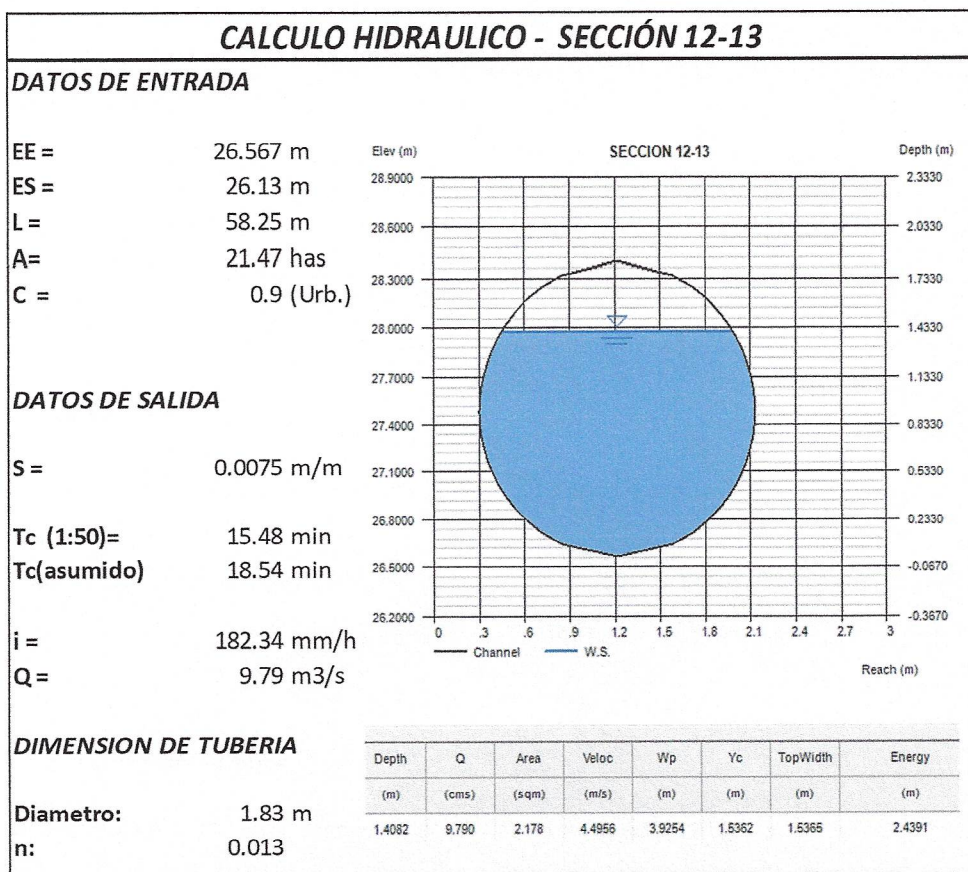 CALCULO HIDRAULICO - SECCIÓN 12-13
DATOS DE ENTRADA
EE = 26.567 m
ES = 26.13 m
L = 58.25 m
A= 21.47 has
C = 0.9 (Urb.)
DATOS DE SALIDA
S = 0.0075 m/m
Tc (1:50)= 15.48 min
Tc(asumido) 18.54 min
i = 182.34 mm/h
Q = 9.79 m3/s
DIMENSION DE TUBERIA
Diametro: 1.83 m
n: 0.013
Elev (m) SECCION 12-13 Depth (m)
28.9000 2.3330
28.6000 2.0330
28.3000 1.7330
28.0000 1.4330
27.7000 1.1330
27.4000 0.8330
27.1000 0.5330
26.8000 0.2330
26.5000 -0.0670
26.2000 -0.3670
0 .3 .6 .9 1.2 1.5 1.8 2.1 2.4 2.7 3
Channel W.S.
Reach (m)
Depth Q Area Veloc Wp Yc TopWidth Energy
(m) (cms) (sqm) (m/s) (m) (m) (m) (m)
1.4082 9.790 2.178 4.4956 3.9254 1.5362 1.5365 2.4391